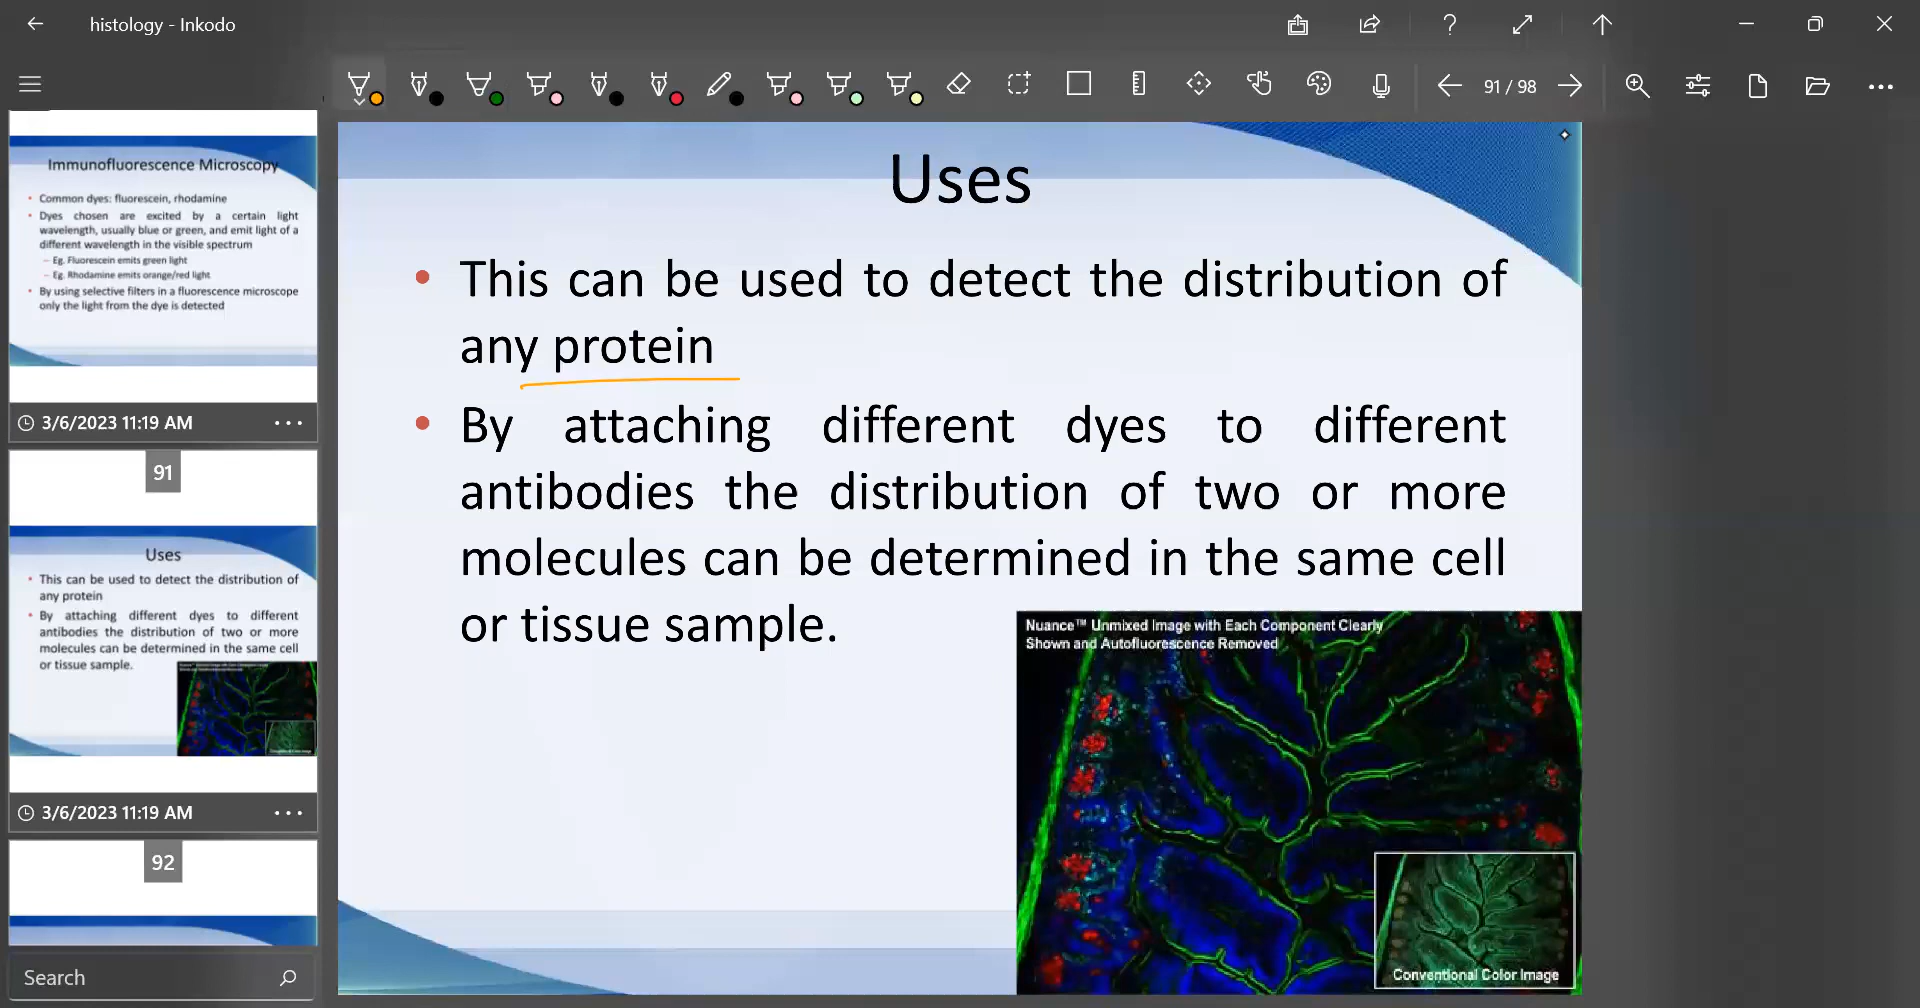 histology - Inkodo
91 / 98
Immunofluorescence Microscopy
• Common dyes: fluorescein, rhodamine
• Dyes chosen are excited by a certain light
wavelength, usually blue or green, and emit light of a
different wavelength in the visible spectrum
– Eg. Fluorescein emits green light
– Eg. Rhodamine emits orange/red light
• By using selective filters in a fluorescence microscope
only the light from the dye is detected
3/6/2023 11:19 AM
91
Uses
• This can be used to detect the distribution of
any protein
• By attaching different dyes to different
antibodies the distribution of two or more
molecules can be determined in the same cell
or tissue sample.
3/6/2023 11:19 AM
92
Search
Uses
• This can be used to detect the distribution of
any protein
• By attaching different dyes to different
antibodies the distribution of two or more
molecules can be determined in the same cell
or tissue sample.
Nuance™ Unmixed Image with Each Component Clearly
Shown and Autofluorescence Removed
Conventional Color Image